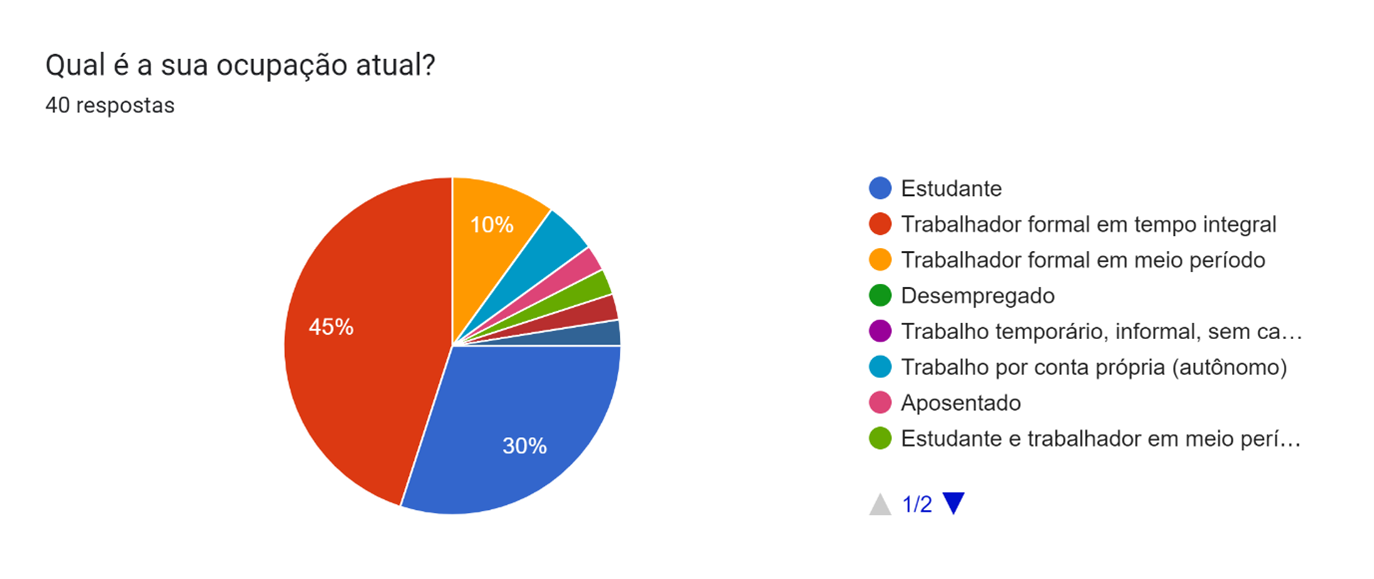 Qual é a sua ocupação atual?
40 respostas
10%
45%
30%
Estudante
Trabalhador formal em tempo integral
Trabalhador formal em meio período
Desempregado
Trabalho temporário, informal, sem ca…
Trabalho por conta própria (autônomo)
Aposentado
Estudante e trabalhador em meio perí…
1/2